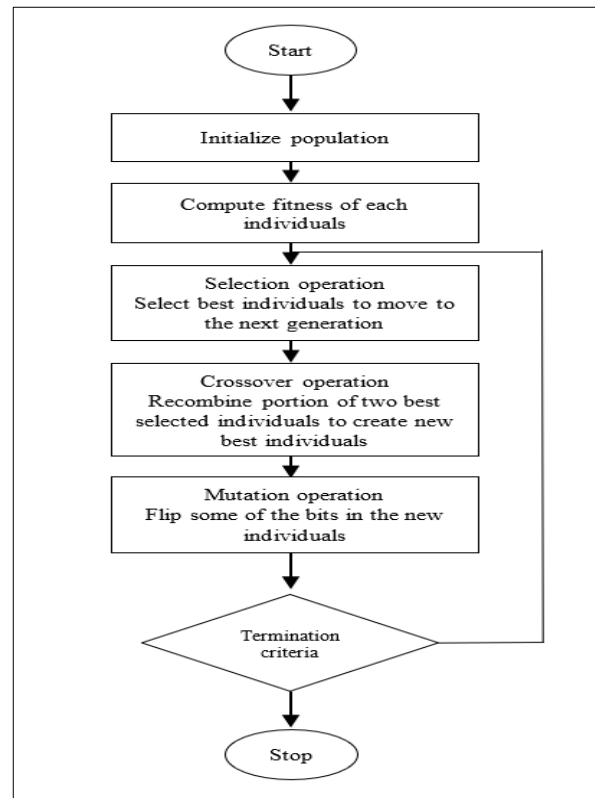 Start
Initialize population
Compute fitness of each
individuals
Selection operation
Select best individuals to move to
the next generation
Crossover operation
Recombine portion of two best
selected individuals to create new
best individuals
Mutation operation
Flip some of the bits in the new
individuals
Termination
criteria
Stop